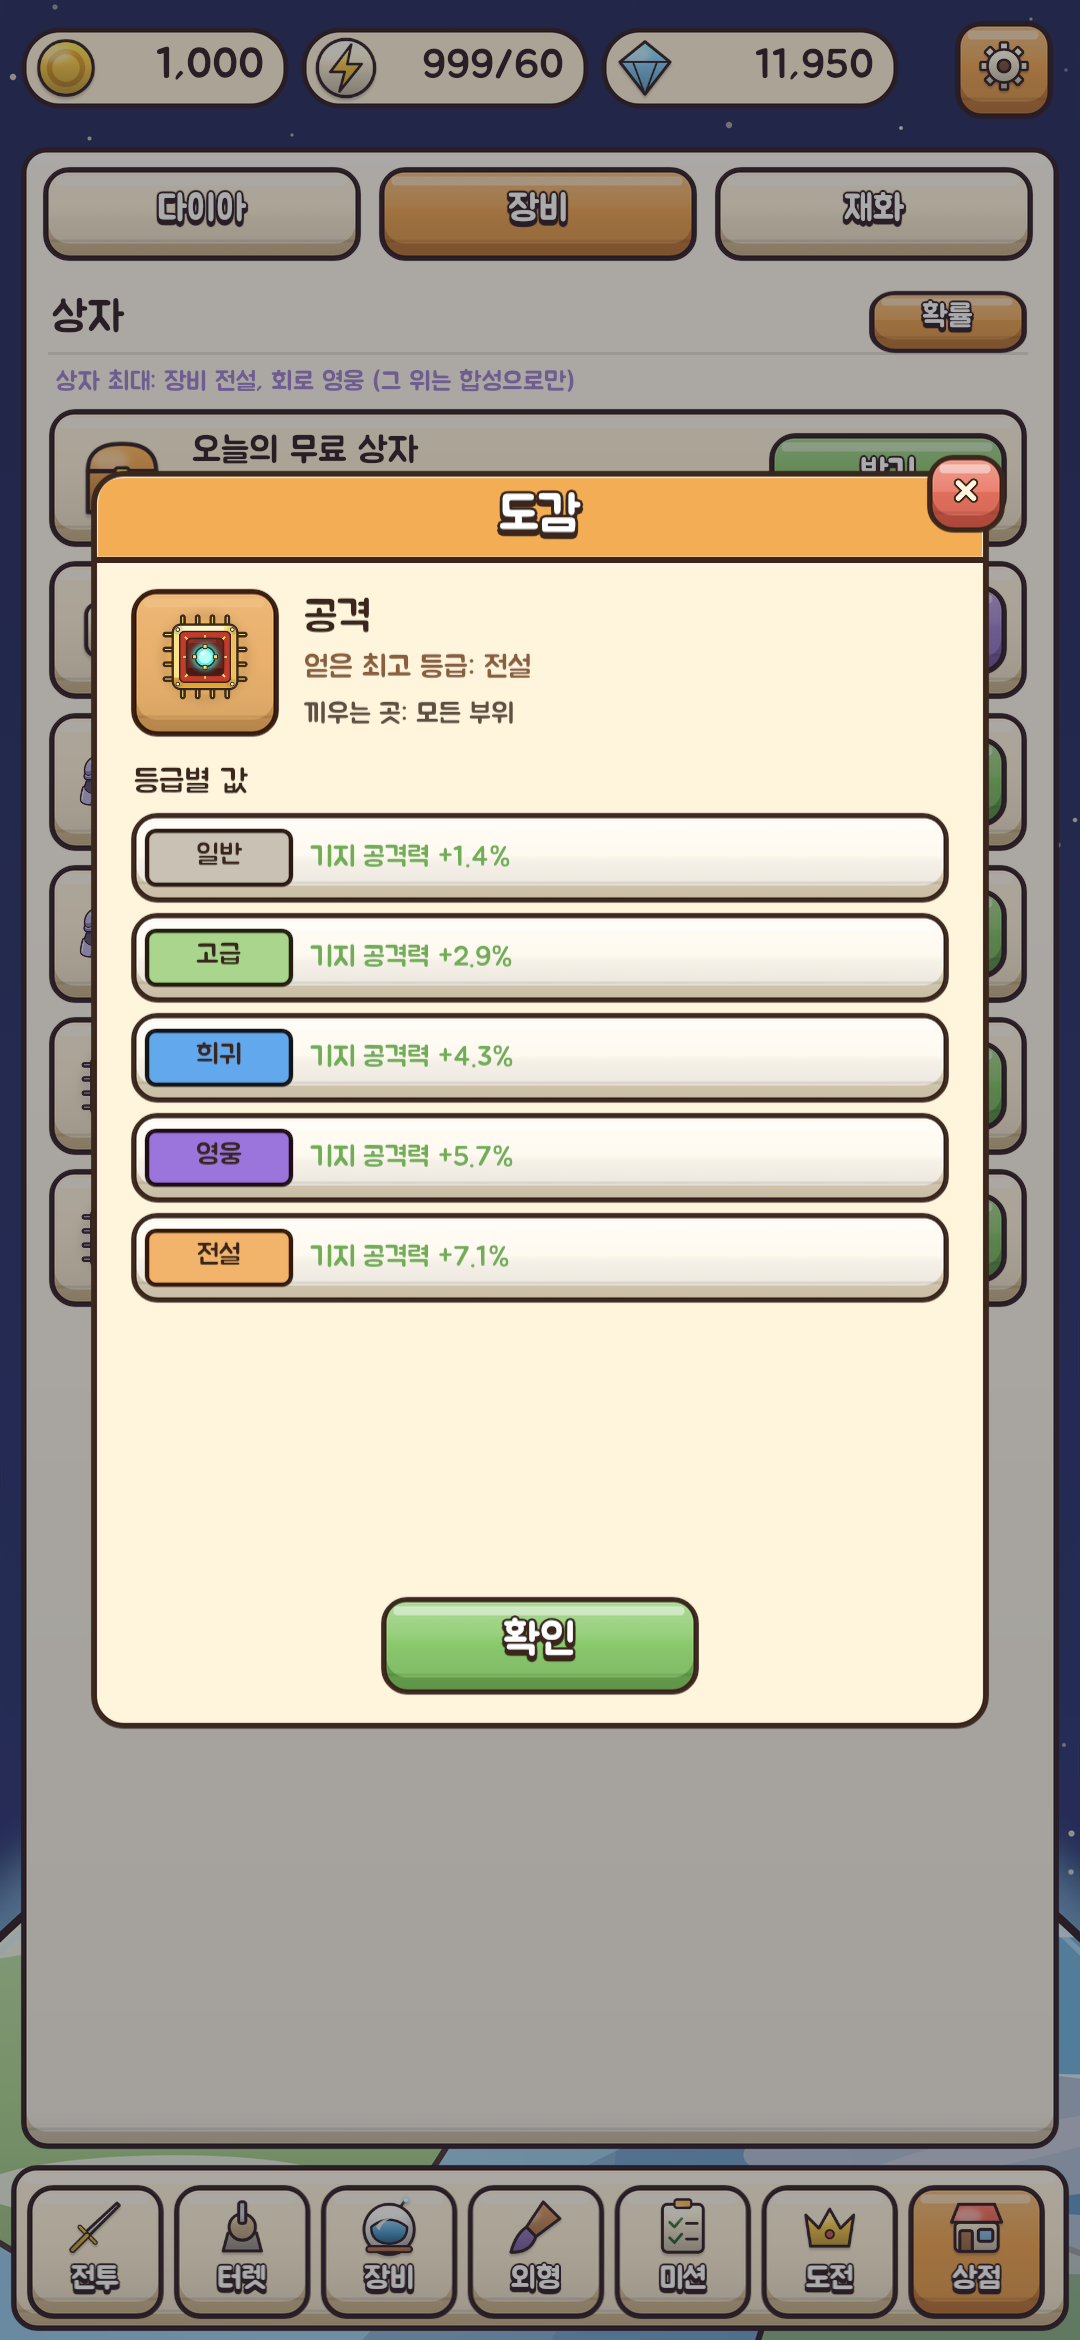 1,000
999/60
11,950
다이아
장비
재화
상자
확률
상자 최대: 장비 전설, 회로 영웅 (그 위는 합성으로만)
오늘의 무료 상자
도감
공격
얻은 최고 등급: 전설
끼우는 곳: 모든 부위
등급별 값
일반
기지 공격력 +1.4%
고급
기지 공격력 +2.9%
희귀
기지 공격력 +4.3%
영웅
기지 공격력 +5.7%
전설
기지 공격력 +7.1%
확인
전투
터렛
장비
외형
미션
도전
상점